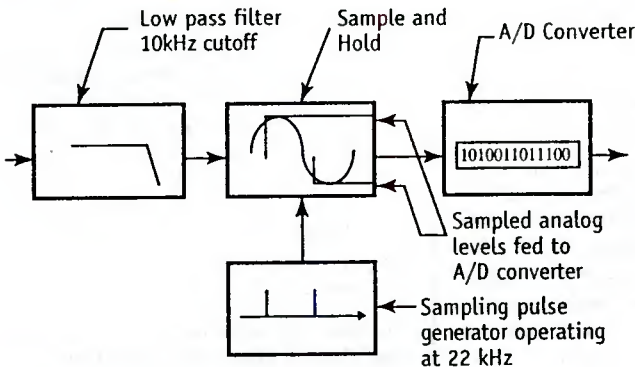 Low pass filter
10kHz cutoff
Sample and
Hold
A/D Converter
1010011011100
Sampled analog
levels fed to
A/D converter
Sampling pulse
generator operating
at 22 kHz